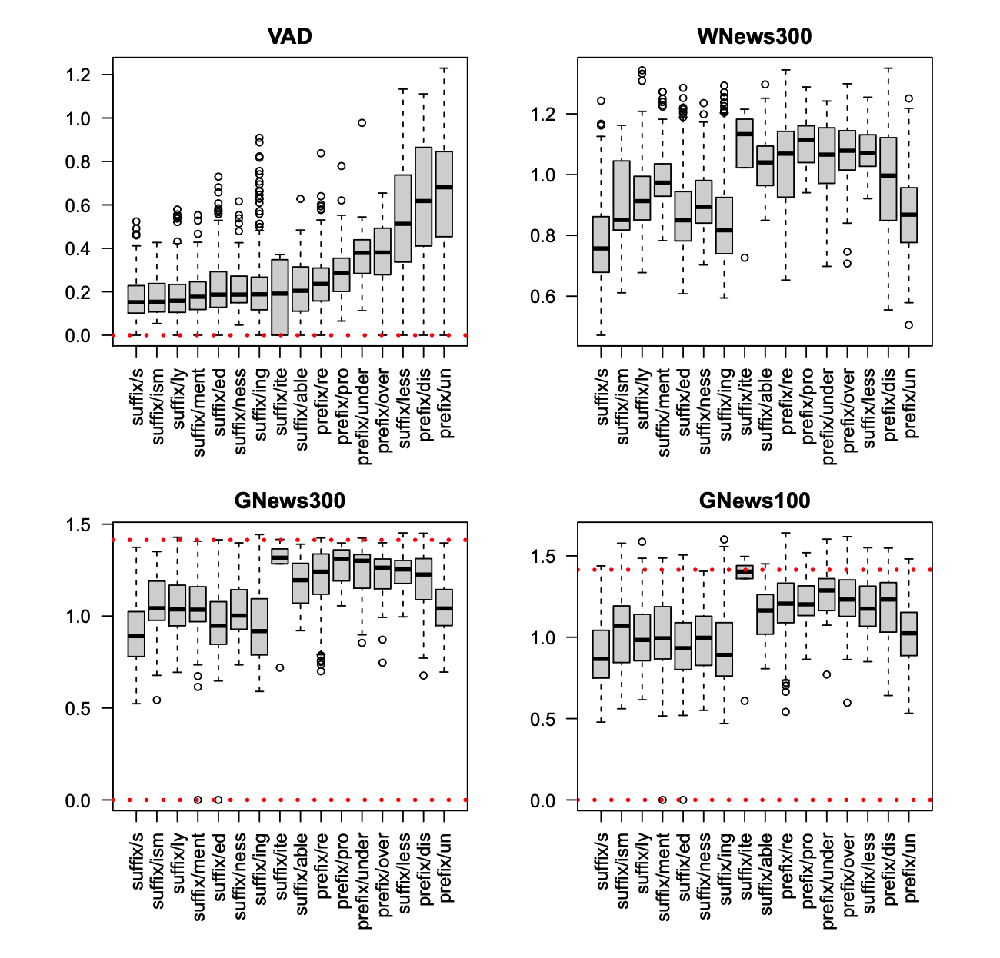 VAD
1.2
1.0
0.8
0.6
0.4
0.2
0.0
suffix/s
suffix/ism
suffix/ly
suffix/ment
suffix/ed
suffix/ness
suffix/ing
suffix/ite
suffix/able
prefix/re
prefix/pro
prefix/under
prefix/over
suffix/less
prefix/dis
prefix/un
WNews300
1.2
1.0
0.8
0.6
suffix/s
suffix/ism
suffix/ly
suffix/ment
suffix/ed
suffix/ness
suffix/ing
suffix/ite
suffix/able
prefix/re
prefix/pro
prefix/under
prefix/over
suffix/less
prefix/dis
prefix/un
GNews300
1.5
1.0
0.5
0.0
suffix/s
suffix/ism
suffix/ly
suffix/ment
suffix/ed
suffix/ness
suffix/ing
suffix/ite
suffix/able
prefix/re
prefix/pro
prefix/under
prefix/over
suffix/less
prefix/dis
prefix/un
GNews100
1.5
1.0
0.5
0.0
suffix/s
suffix/ism
suffix/ly
suffix/ment
suffix/ed
suffix/ness
suffix/ing
suffix/ite
suffix/able
prefix/re
prefix/pro
prefix/under
prefix/over
suffix/less
prefix/dis
prefix/un